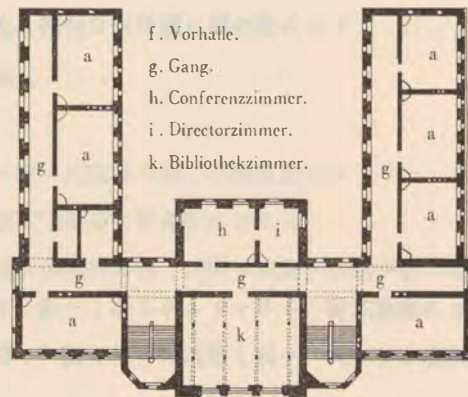 f. Vorhalle.
g. Gang.
h. Conferenzzimmer.
i. Directorzimmer.
k. Bibliothekzimmer.
a
a
a
a
g
g
a
a
h
i
g
g
g
a
k
a